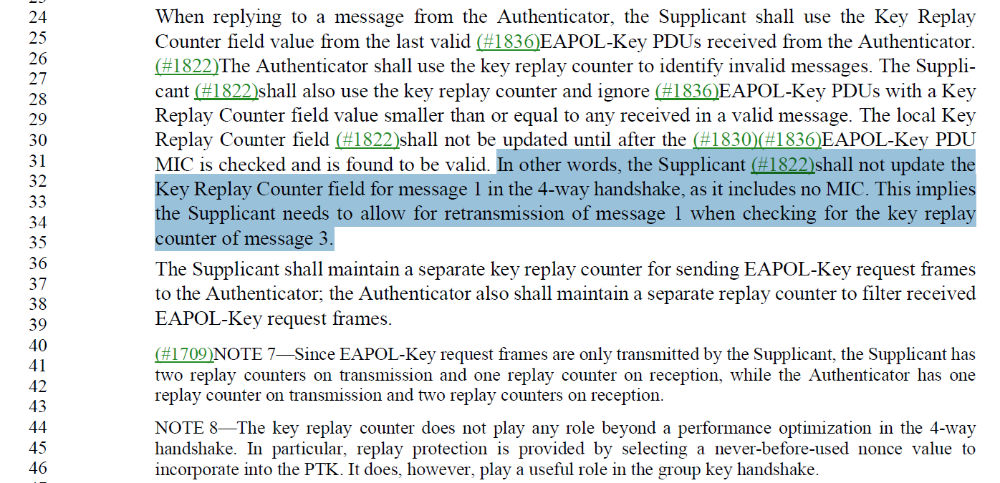 24 When replying to a message from the Authenticator, the Supplicant shall use the Key Replay
25 Counter field value from the last valid (#1836)EAPOL-Key PDUs received from the Authenticator.
26 (#1822)The Authenticator shall use the key replay counter to identify invalid messages. The Suppli-
27
28 cant (#1822)shall also use the key replay counter and ignore (#1836)EAPOL-Key PDUs with a Key
29 Replay Counter field value smaller than or equal to any received in a valid message. The local Key
30 Replay Counter field (#1822)shall not be updated until after the (#1830)(#1836)EAPOL-Key PDU
31 MIC is checked and is found to be valid. In other words, the Supplicant (#1822)shall not update the
32
33 Key Replay Counter field for message 1 in the 4-way handshake, as it includes no MIC. This implies
34 the Supplicant needs to allow for retransmission of message 1 when checking for the key replay
35 counter of message 3.
36 The Supplicant shall maintain a separate key replay counter for sending EAPOL-Key request frames
37
38 to the Authenticator; the Authenticator also shall maintain a separate replay counter to filter received
39 EAPOL-Key request frames.
40 (#1709)NOTE 7—Since EAPOL-Key request frames are only transmitted by the Supplicant, the Supplicant has
41 two replay counters on transmission and one replay counter on reception, while the Authenticator has one
42 replay counter on transmission and two replay counters on reception.
43
44 NOTE 8—The key replay counter does not play any role beyond a performance optimization in the 4-way
45 handshake. In particular, replay protection is provided by selecting a never-before-used nonce value to
46 incorporate into the PTK. It does, however, play a useful role in the group key handshake.